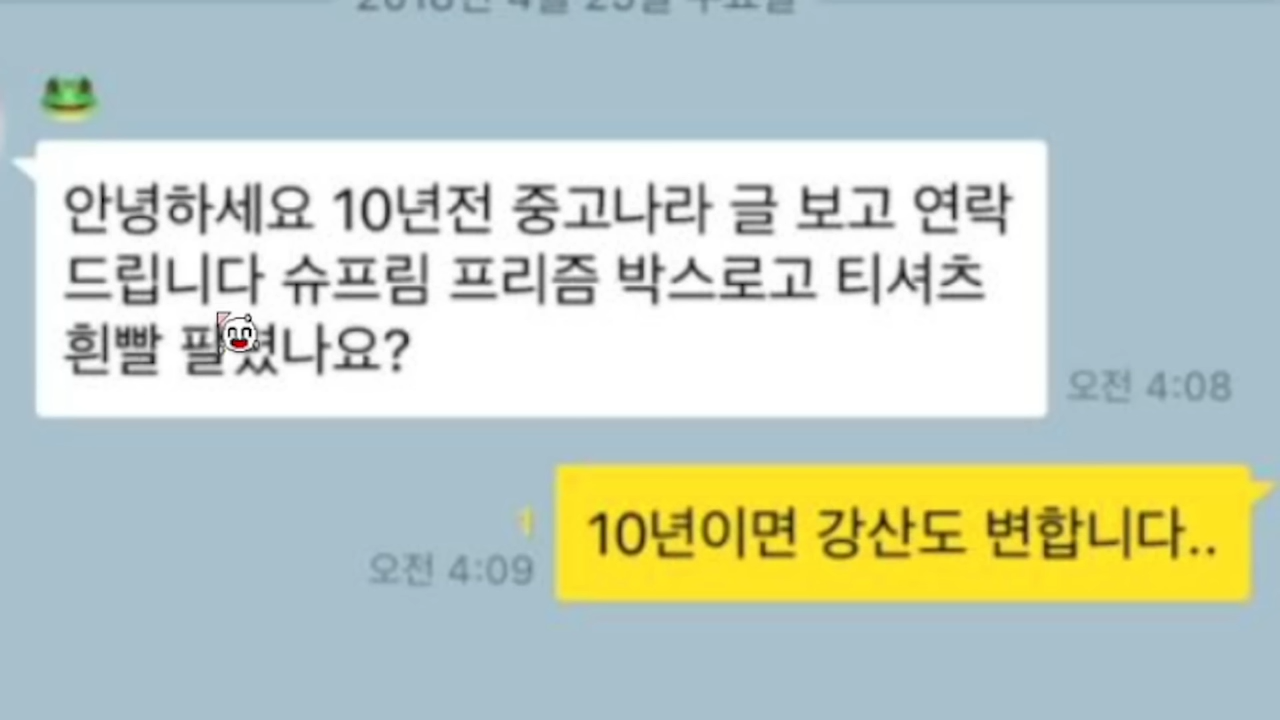 안녕하세요 10년전 중고나라 글 보고 연락
드립니다 슈프림 프리즘 박스로고 티셔츠
흰빨 나요?
오전 4:08
10년이면 강산도 변합니다..
1
오전 4:09